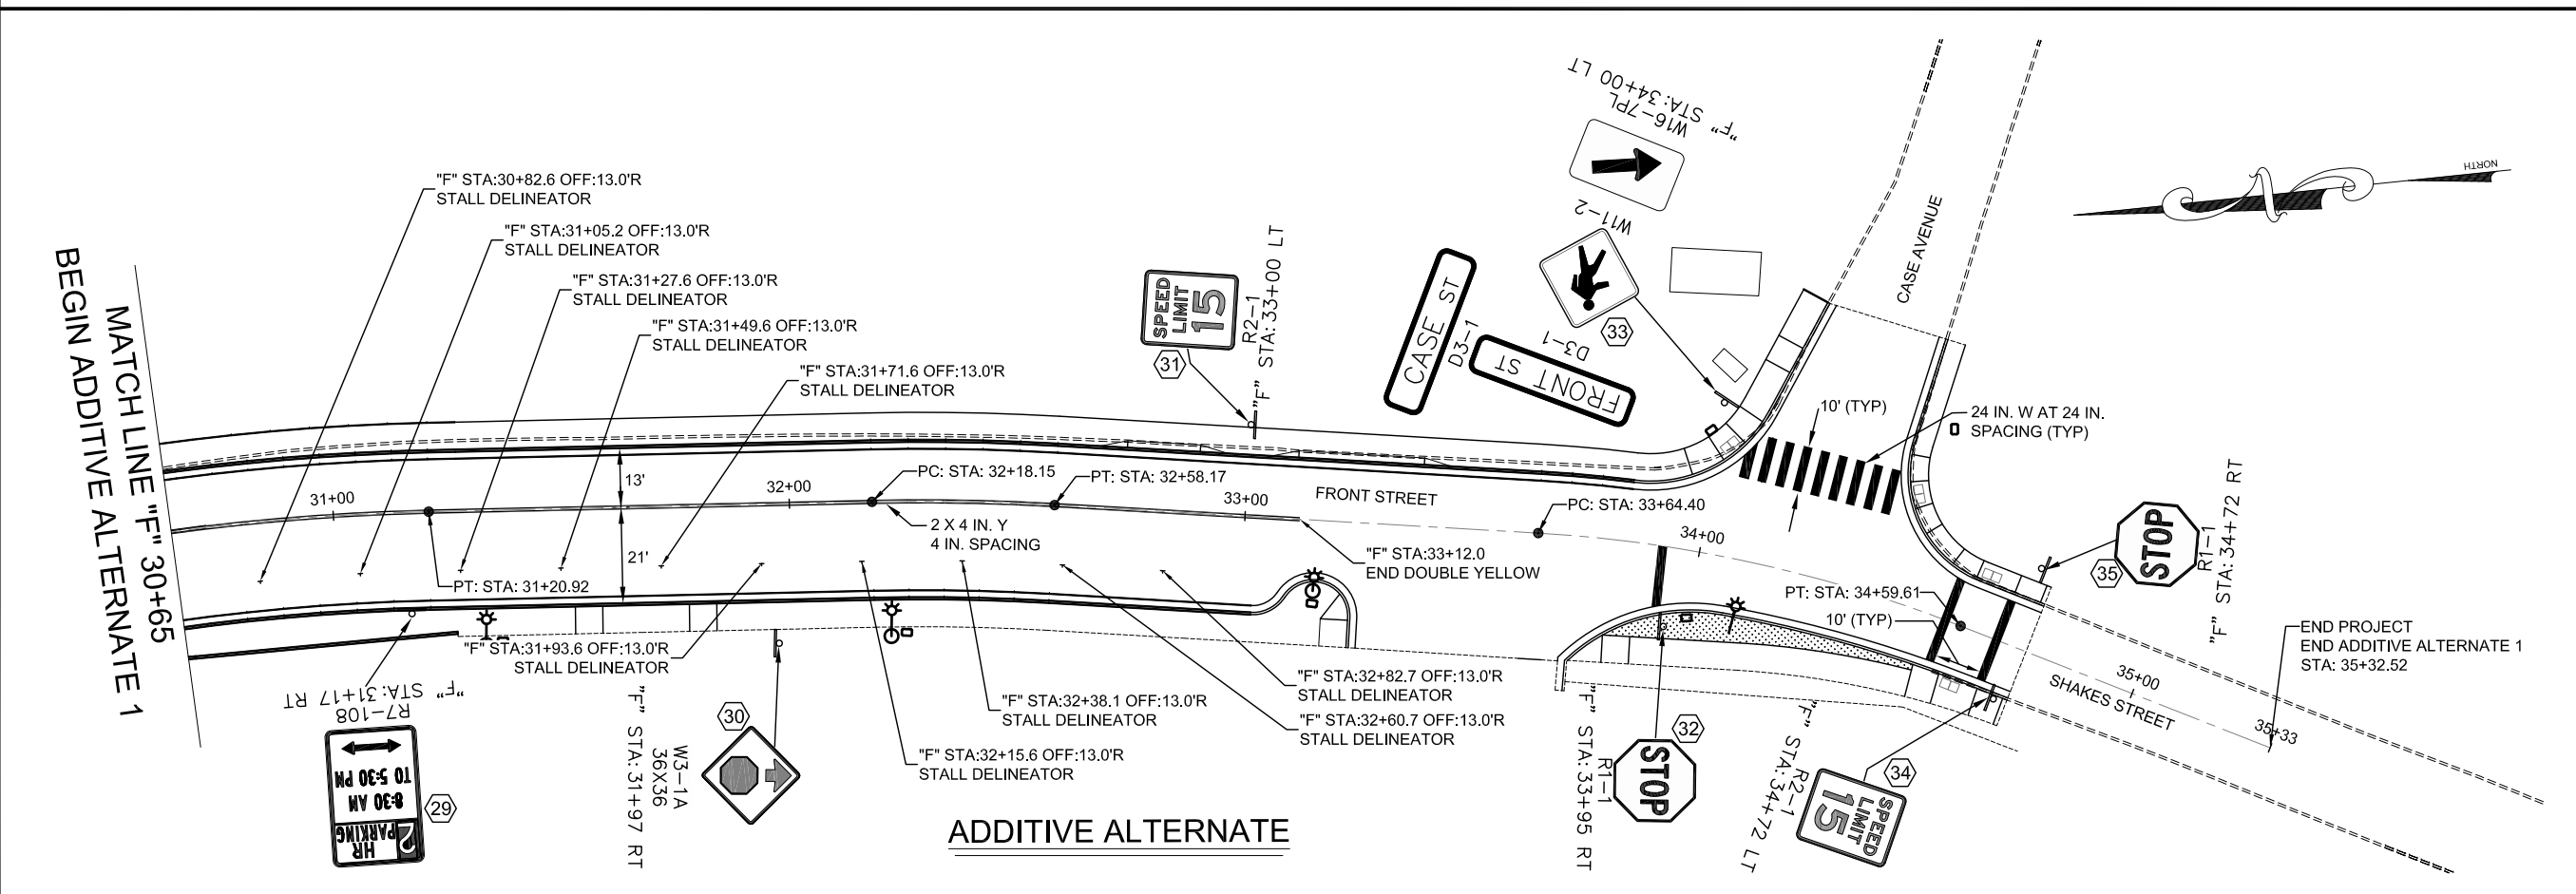 MATCH LINE "F" 30+65
BEGIN ADDITIVE ALTERNATE 1
"F" STA:30+82.6 OFF:13.0'R
STALL DELINEATOR
"F" STA:31+05.2 OFF:13.0'R
STALL DELINEATOR
"F" STA:31+27.6 OFF:13.0'R
STALL DELINEATOR
"F" STA:31+49.6 OFF:13.0'R
STALL DELINEATOR
"F" STA:31+71.6 OFF:13.0'R
STALL DELINEATOR
SPEED
LIMIT
15
31
R2-1
"F" STA:33+00 LT
CASE ST
D3-1
FRONT ST
D3-1
W16-7PL
"F" STA:34+00 LT
W11-2
33
CASE AVENUE
NORTH
10' (TYP)
24 IN. W AT 24 IN.
SPACING (TYP)
31+00
13'
32+00
PC: STA: 32+18.15
PT: STA: 32+58.17
33+00
FRONT STREET
PC: STA: 33+64.40
34+00
2 X 4 IN. Y
4 IN. SPACING
21'
PT: STA: 31+20.92
"F" STA:33+12.0
END DOUBLE YELLOW
PT: STA: 34+59.61
10' (TYP)
STOP
35
R1-1
"F" STA:34+72 RT
END PROJECT
END ADDITIVE ALTERNATE 1
STA: 35+32.52
35+00
SHAKES STREET
35+33
"F" STA:31+93.6 OFF:13.0'R
STALL DELINEATOR
"F" STA:32+15.6 OFF:13.0'R
STALL DELINEATOR
"F" STA:32+38.1 OFF:13.0'R
STALL DELINEATOR
"F" STA:32+82.7 OFF:13.0'R
STALL DELINEATOR
"F" STA:32+60.7 OFF:13.0'R
STALL DELINEATOR
R7-108
"F" STA:31+17 RT
2 HR
PARKING
8:30 AM
TO 5:30 PM
29
"F" STA:31+97 RT
W3-1A
36X36
30
"F" STA:33+95 RT
R1-1
STOP
32
"F" STA:34+72 LT
R2-1
SPEED
LIMIT
15
34
ADDITIVE ALTERNATE